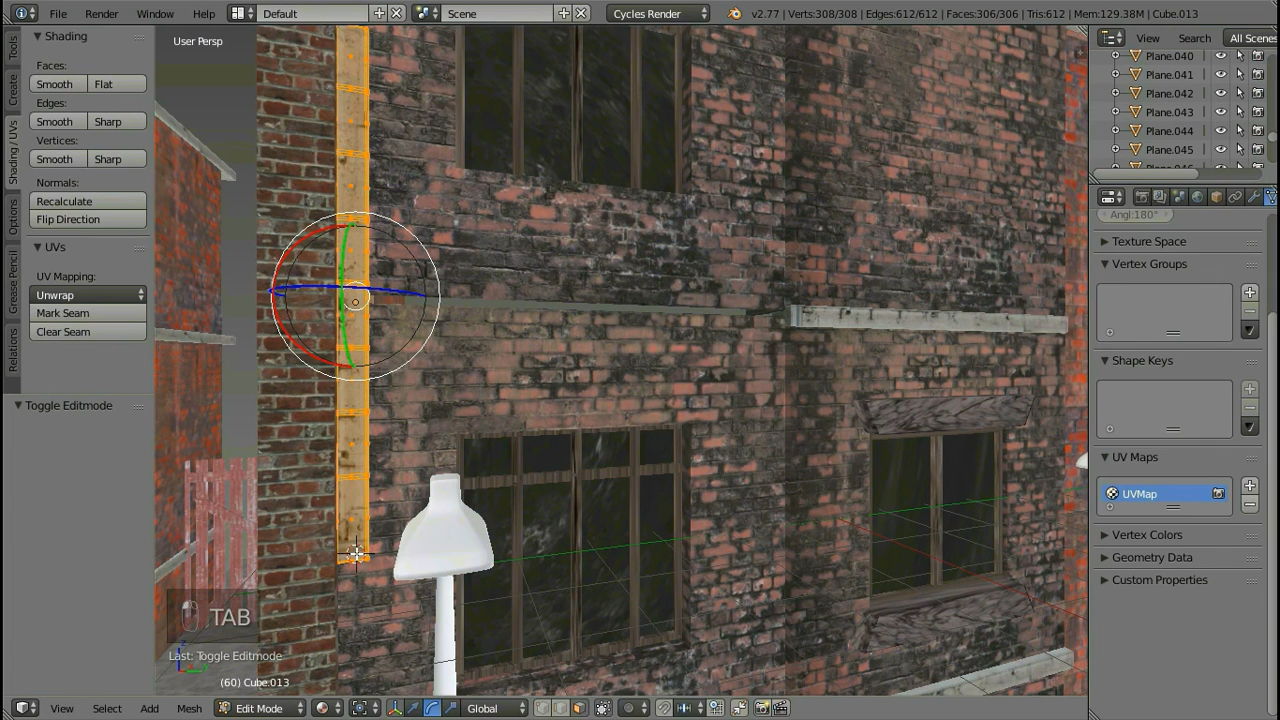 File Render Window Help Default Scene Cycles Render v2.77 | Verts:308/308 | Edges:612/612 | Faces:306/306 | Tris:612 | Mem:129.38M | Cube.013
Tools
Create
Shading / UVs
Options
Grease Pencil
Relations
Shading
Faces:
Smooth Flat
Edges:
Smooth Sharp
Vertices:
Smooth Sharp
Normals:
Recalculate
Flip Direction
UVs
UV Mapping:
Unwrap
Mark Seam
Clear Seam
Toggle Editmode
User Persp
TAB
Last: Toggle Editmode
(60) Cube.013
View Select Add Mesh Edit Mode Global
View Search All Scenes
Plane.040
Plane.041
Plane.042
Plane.043
Plane.044
Plane.045
Plane.046
Angl:180°
Texture Space
Vertex Groups
Shape Keys
UV Maps
UVMap
Vertex Colors
Geometry Data
Custom Properties